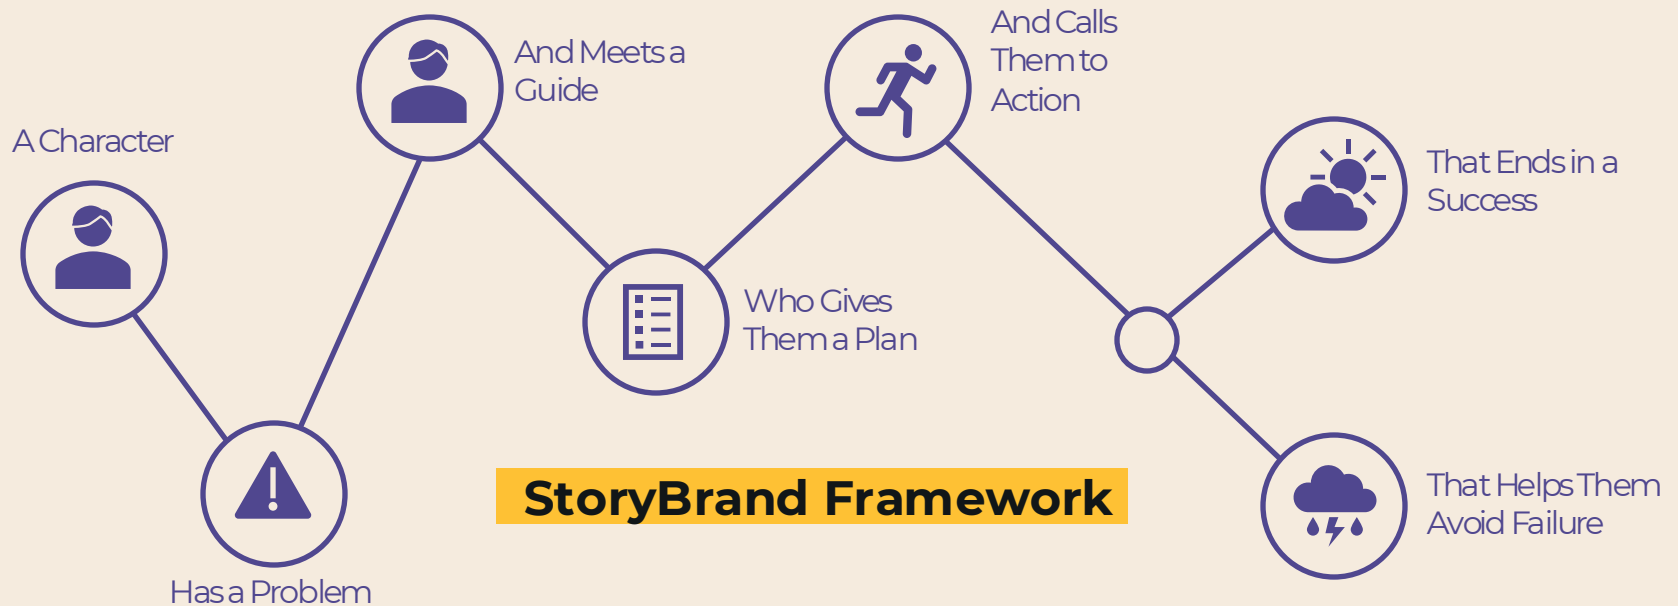 A Character
Has a Problem
And Meets a
Guide
Who Gives
Them a Plan
And Calls
Them to
Action
That Ends in a
Success
That Helps Them
Avoid Failure
StoryBrand Framework